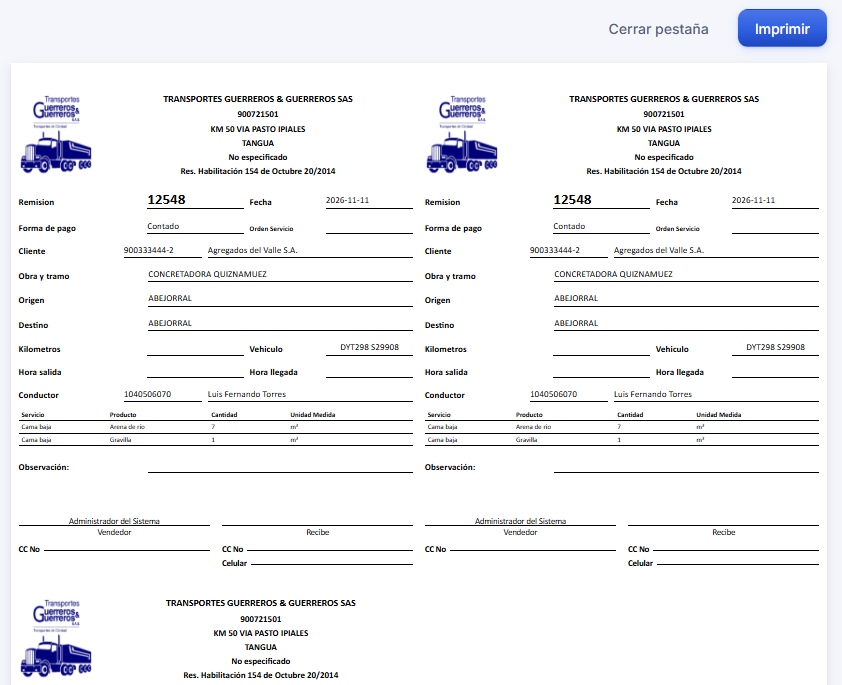 Cerrar pestaña
Imprimir
Transportes
Guerreros &
Guerreros
S.A.S.
TRANSPORTES GUERREROS & GUERREROS SAS
900721501
KM 50 VIA PASTO IPIALES
TANGUA
No especificado
Res. Habilitación 154 de Octubre 20/2014
Remision 12548 Fecha 2026-11-11
Forma de pago Contado Orden Servicio
Cliente 900333444-2 Agregados del Valle S.A.
Obra y tramo CONCRETADORA QUIZNAMUEZ
Origen ABEJORRAL
Destino ABEJORRAL
Kilometros Vehiculo DYT298 S29908
Hora salida Hora llegada
Conductor 1040506070 Luis Fernando Torres
Servicio Producto Cantidad Unidad Medida
Cama baja Arena de río 7 m³
Cama baja Gravilla 1 m³
Observación:
Administrador del Sistema
Vendedor Recibe
CC No CC No
Celular
Transportes
Guerreros &
Guerreros
S.A.S.
TRANSPORTES GUERREROS & GUERREROS SAS
900721501
KM 50 VIA PASTO IPIALES
TANGUA
No especificado
Res. Habilitación 154 de Octubre 20/2014
Remision 12548 Fecha 2026-11-11
Forma de pago Contado Orden Servicio
Cliente 900333444-2 Agregados del Valle S.A.
Obra y tramo CONCRETADORA QUIZNAMUEZ
Origen ABEJORRAL
Destino ABEJORRAL
Kilometros Vehiculo DYT298 S29908
Hora salida Hora llegada
Conductor 1040506070 Luis Fernando Torres
Servicio Producto Cantidad Unidad Medida
Cama baja Arena de río 7 m³
Cama baja Gravilla 1 m³
Observación:
Administrador del Sistema
Vendedor Recibe
CC No CC No
Celular
Transportes
Guerreros &
Guerreros
S.A.S.
TRANSPORTES GUERREROS & GUERREROS SAS
900721501
KM 50 VIA PASTO IPIALES
TANGUA
No especificado
Res. Habilitación 154 de Octubre 20/2014